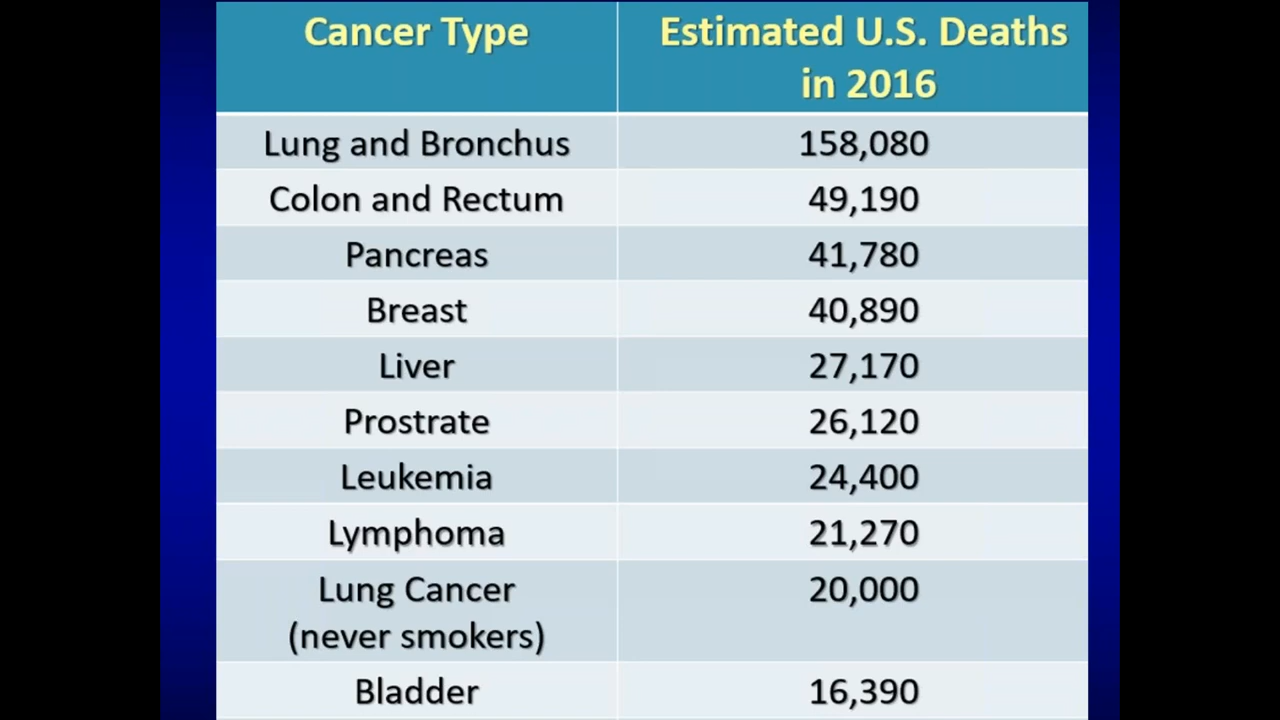 Cancer Type
Estimated U.S. Deaths
in 2016
Lung and Bronchus 158,080
Colon and Rectum 49,190
Pancreas 41,780
Breast 40,890
Liver 27,170
Prostrate 26,120
Leukemia 24,400
Lymphoma 21,270
Lung Cancer 20,000
(never smokers)
Bladder 16,390